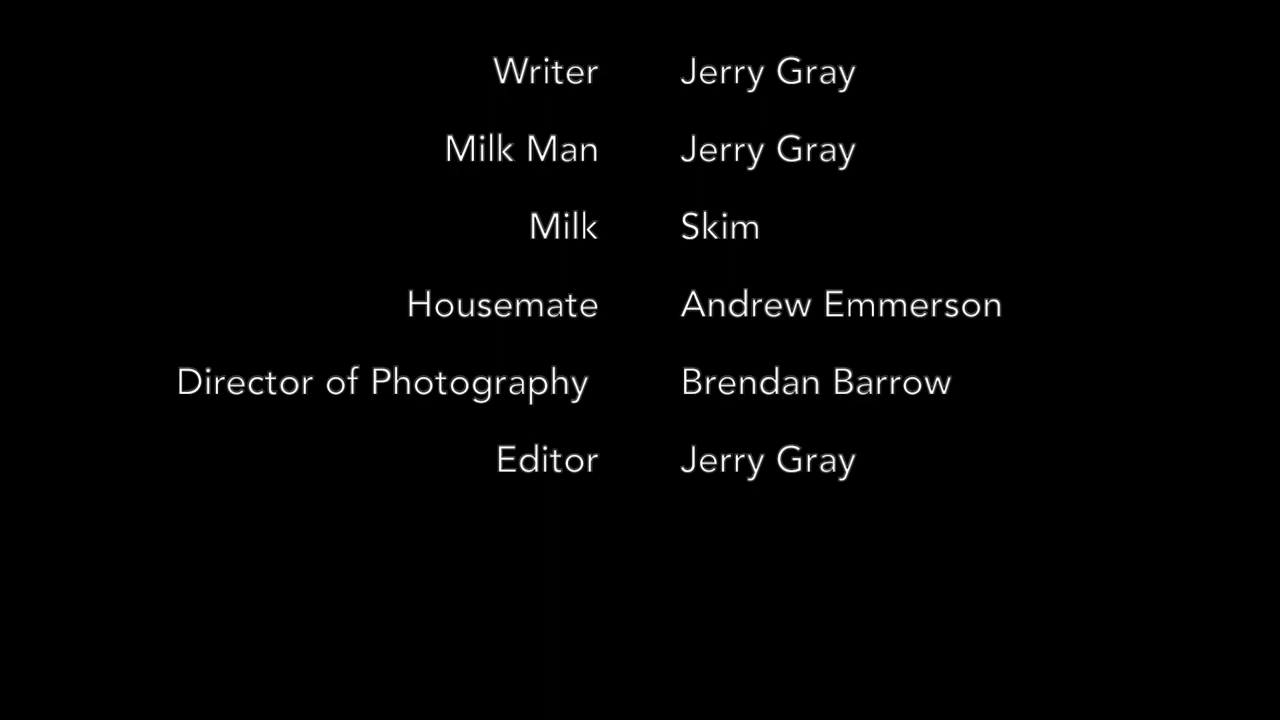 Writer Jerry Gray
Milk Man Jerry Gray
Milk Skim
Housemate Andrew Emmerson
Director of Photography Brendan Barrow
Editor Jerry Gray